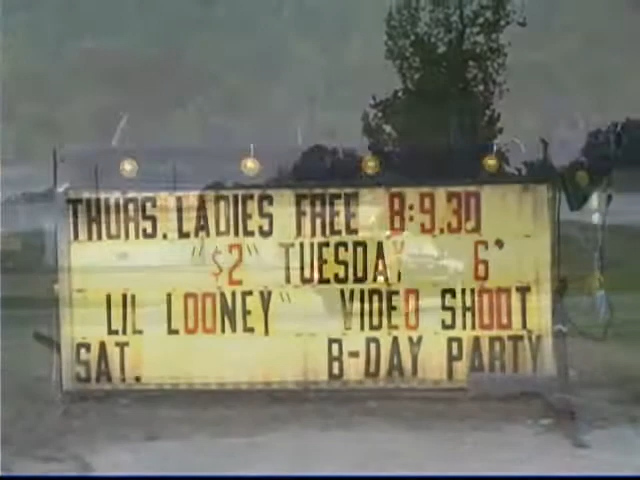 THURS. LADIES FREE 8:9.30
"$2" TUESDAY 6"
LIL LOONEY" VIDEO SHOOT
SAT. B-DAY PARTY